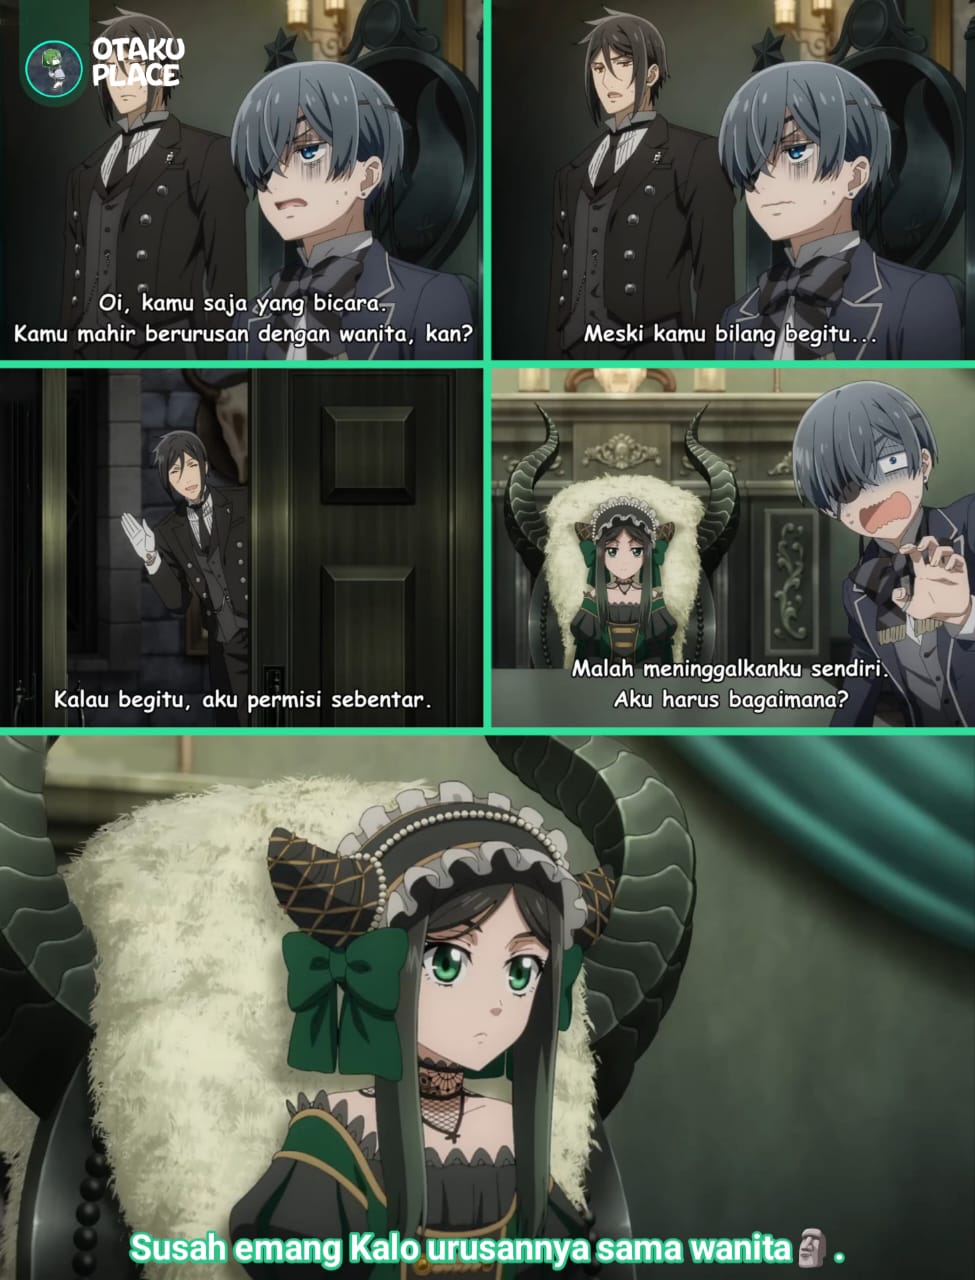 OTAKU
PLACE
Oi, kamu saja yang bicara.
Kamu mahir berurusan dengan wanita, kan?
Meski kamu bilang begitu...
Kalau begitu, aku permisi sebentar.
Malah meninggalkanku sendiri.
Aku harus bagaimana?
Susah emang Kalo urusannya sama wanita🗿.